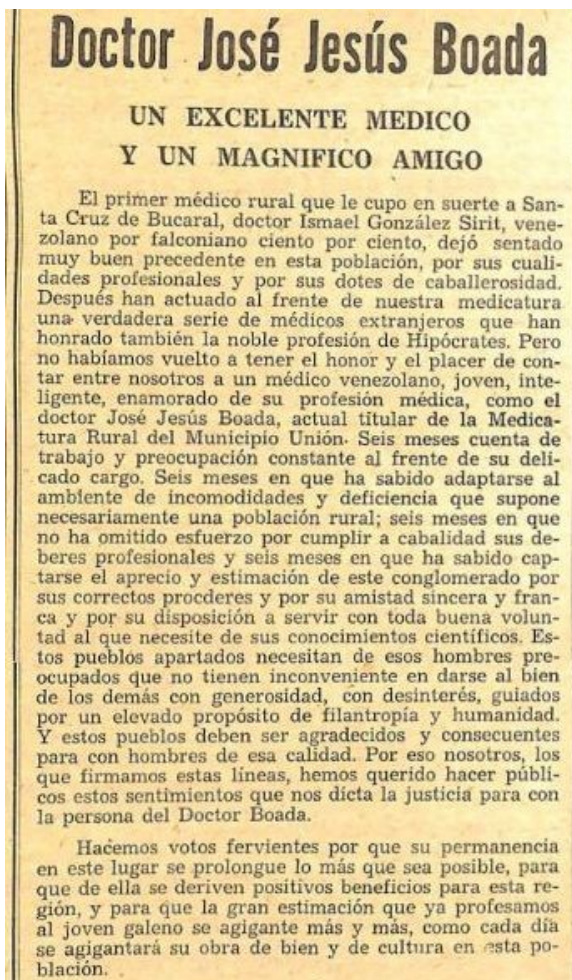 Doctor José Jesús Boada
UN EXCELENTE MEDICO
Y UN MAGNIFICO AMIGO
El primer médico rural que le cupo en suerte a San-
ta Cruz de Bucaral, doctor Ismael González Sirit, vene-
zolano por falconiano ciento por ciento, dejó sentado
muy buen precedente en esta población, por sus cuali-
dades profesionales y por sus dotes de caballerosidad.
Después han actuado al frente de nuestra medicatura
una verdadera serie de médicos extranjeros que han
honrado también la noble profesión de Hipócrates. Pero
no habíamos vuelto a tener el honor y el placer de con-
tar entre nosotros a un médico venezolano, joven, inte-
ligente, enamorado de su profesión médica, como el
doctor José Jesús Boada, actual titular de la Medica-
tura Rural del Municipio Unión. Seis meses cuenta de
trabajo y preocupación constante al frente de su deli-
cado cargo. Seis meses en que ha sabido adaptarse al
ambiente de incomodidades y deficiencia que supone
necesariamente una población rural; seis meses en que
no ha omitido esfuerzo por cumplir a cabalidad sus de-
beres profesionales y seis meses en que ha sabido cap-
tarse el aprecio y estimación de este conglomerado por
sus correctos procderes y por su amistad sincera y fran-
ca y por su disposición a servir con toda buena volun-
tad al que necesite de sus conocimientos científicos. Es-
tos pueblos apartados necesitan de esos hombres pre-
ocupados que no tienen inconveniente en darse al bien
de los demás con generosidad, con desinterés, guiados
por un elevado propósito de filantropía y humanidad.
Y estos pueblos deben ser agradecidos y consecuentes
para con hombres de esa calidad. Por eso nosotros, los
que firmamos estas líneas, hemos querido hacer públi-
cos estos sentimientos que nos dicta la justicia para con
la persona del Doctor Boada.
Hacemos votos fervientes por que su permanencia
en este lugar se prolongue lo más que sea posible, para
que de ella se deriven positivos beneficios para esta re-
gión, y para que la gran estimación que ya profesamos
al joven galeno se agigante más y más, como cada día
se agigantará su obra de bien y de cultura en esta po-
blación.